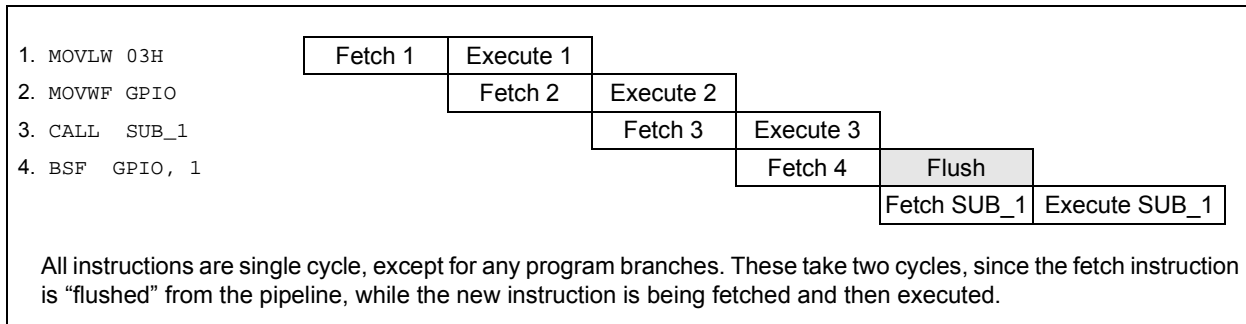 1. MOVLW 03H Fetch 1 Execute 1
2. MOVWF GPIO Fetch 2 Execute 2
3. CALL SUB_1 Fetch 3 Execute 3
4. BSF GPIO, 1 Fetch 4 Flush
Fetch SUB_1 Execute SUB_1
All instructions are single cycle, except for any program branches. These take two cycles, since the fetch instruction
is “flushed” from the pipeline, while the new instruction is being fetched and then executed.